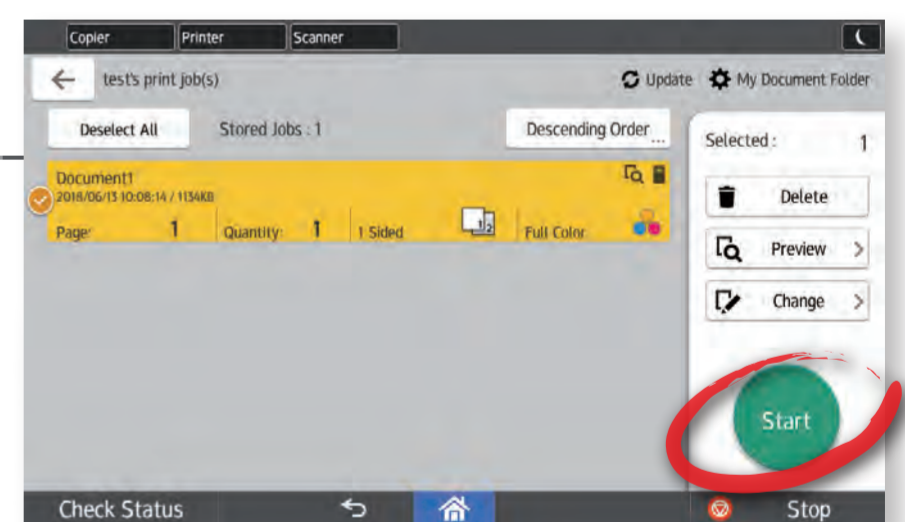 Copier Printer Scanner
test's print job(s) Update My Document Folder
Deselect All Stored Jobs : 1 Descending Order ...
Selected : 1
Document1
2018/06/13 10:08:14 / 1134KB
Page: 1 Quantity: 1 1 Sided 1 2 Full Color
Delete
Preview
Change
Start
Check Status Stop